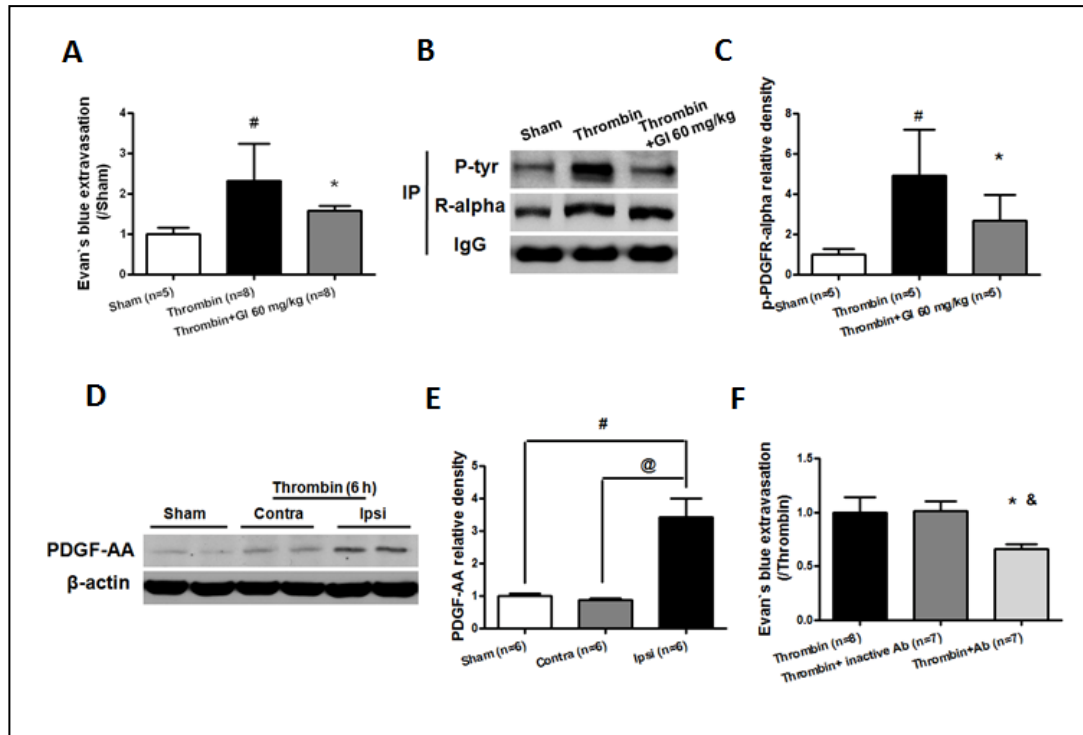 A
Evan`s blue extravasation
(/Sham)
4
3
2
1
0
#
*
Sham (n=5)
Thrombin (n=8)
Thrombin+GI 60 mg/kg (n=8)
B
Sham
Thrombin
Thrombin
+GI 60 mg/kg
IP
P-tyr
R-alpha
IgG
C
p-PDGFR-alpha relative density
8
6
4
2
0
#
*
Sham (n=5)
Thrombin (n=5)
Thrombin+GI 60 mg/kg (n=5)
D
Thrombin (6 h)
Sham
Contra
Ipsi
PDGF-AA
β-actin
E
PDGF-AA relative density
5
4
3
2
1
0
#
@
Sham (n=6)
Contra (n=6)
Ipsi (n=6)
F
Evan`s blue extravasation
(/Thrombin)
1.5
1.0
0.5
0.0
* &
Thrombin (n=8)
Thrombin+ inactive Ab (n=7)
Thrombin+Ab (n=7)